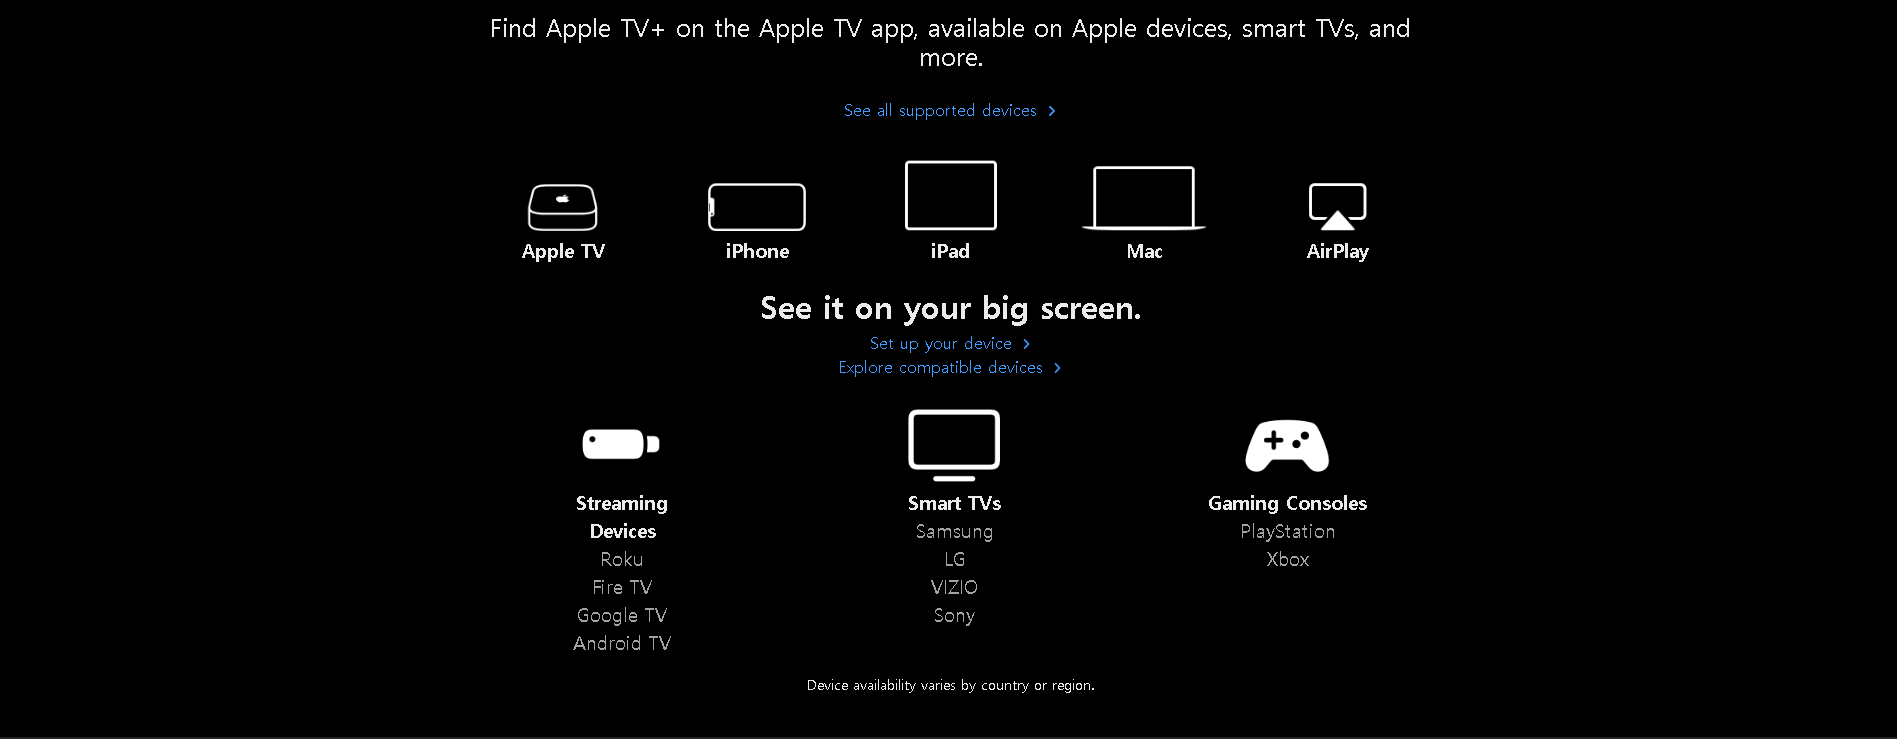 Find Apple TV+ on the Apple TV app, available on Apple devices, smart TVs, and
more.
See all supported devices
Apple TV
iPhone
iPad
Mac
AirPlay
See it on your big screen.
Set up your device
Explore compatible devices
Streaming
Devices
Roku
Fire TV
Google TV
Android TV
Smart TVs
Samsung
LG
VIZIO
Sony
Gaming Consoles
PlayStation
Xbox
Device availability varies by country or region.